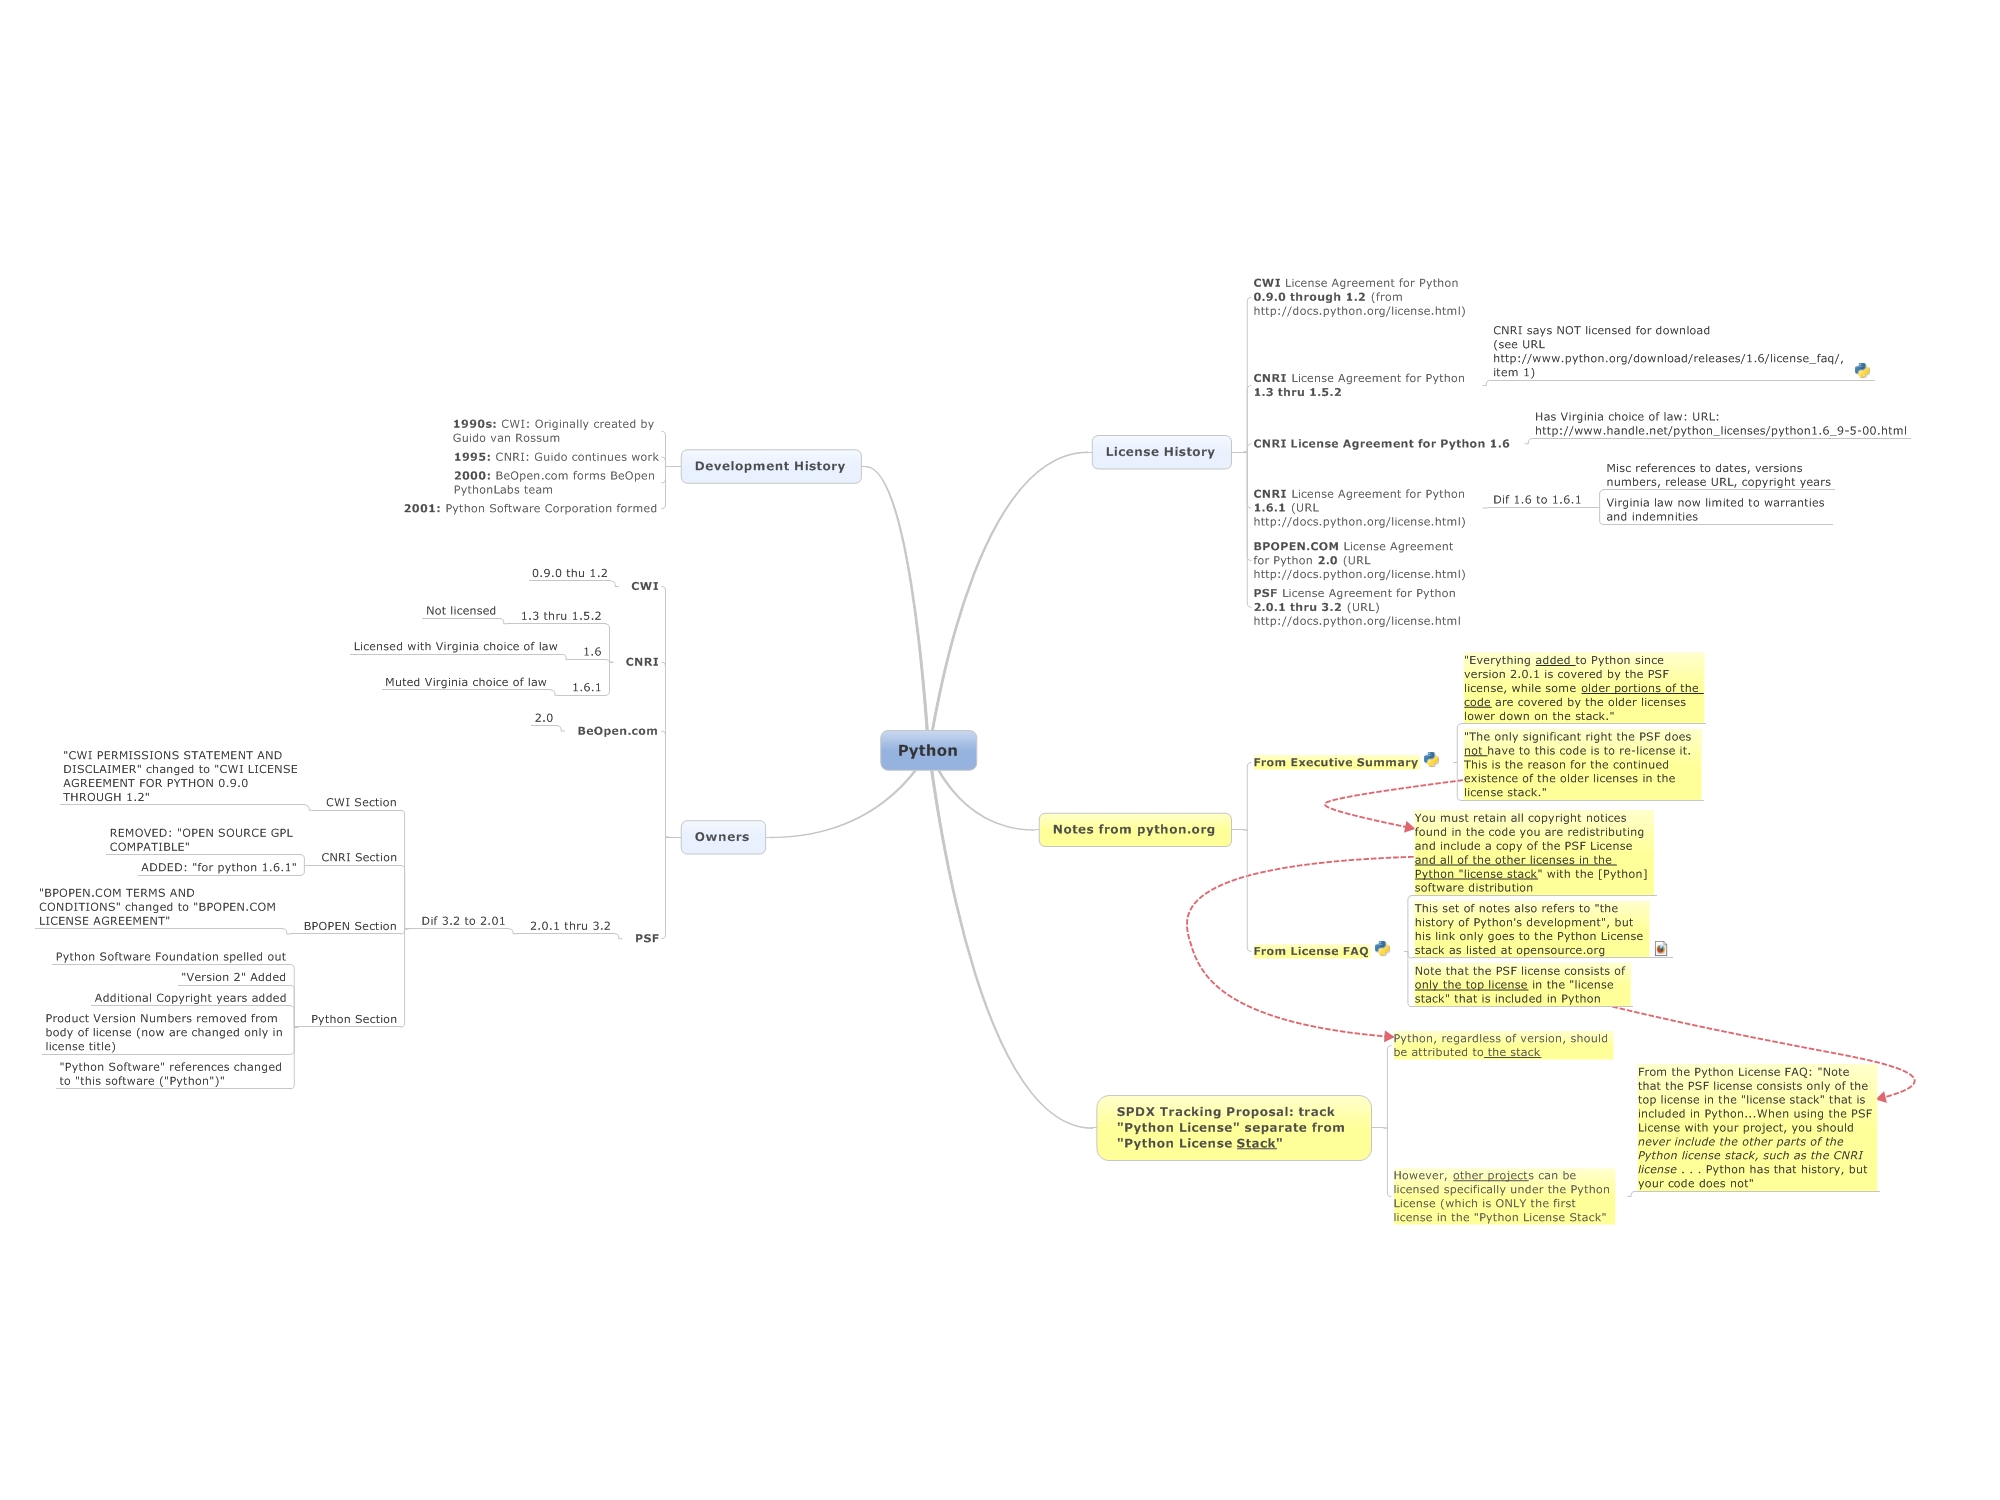 Python
Development History
1990s: CWI: Originally created by
Guido van Rossum
1995: CNRI: Guido continues work
2000: BeOpen.com forms BeOpen
PythonLabs team
2001: Python Software Corporation formed
Owners
CWI
0.9.0 thu 1.2
CNRI
1.3 thru 1.5.2
Not licensed
1.6
Licensed with Virginia choice of law
1.6.1
Muted Virginia choice of law
BeOpen.com
2.0
PSF
2.0.1 thru 3.2
Dif 3.2 to 2.01
CWI Section
"CWI PERMISSIONS STATEMENT AND
DISCLAIMER" changed to "CWI LICENSE
AGREEMENT FOR PYTHON 0.9.0
THROUGH 1.2"
CNRI Section
REMOVED: "OPEN SOURCE GPL
COMPATIBLE"
ADDED: "for python 1.6.1"
BPOPEN Section
"BPOPEN.COM TERMS AND
CONDITIONS" changed to "BPOPEN.COM
LICENSE AGREEMENT"
Python Section
Python Software Foundation spelled out
"Version 2" Added
Additional Copyright years added
Product Version Numbers removed from
body of license (now are changed only in
license title)
"Python Software" references changed
to "this software ("Python")"
License History
CWI License Agreement for Python
0.9.0 through 1.2 (from
http://docs.python.org/license.html)
CNRI License Agreement for Python
1.3 thru 1.5.2
CNRI says NOT licensed for download
(see URL
http://www.python.org/download/releases/1.6/license_faq/,
item 1)
CNRI License Agreement for Python 1.6
Has Virginia choice of law: URL:
http://www.handle.net/python_licenses/python1.6_9-5-00.html
CNRI License Agreement for Python
1.6.1 (URL
http://docs.python.org/license.html)
Dif 1.6 to 1.6.1
Misc references to dates, versions
numbers, release URL, copyright years
Virginia law now limited to warranties
and indemnities
BPOPEN.COM License Agreement
for Python 2.0 (URL
http://docs.python.org/license.html)
PSF License Agreement for Python
2.0.1 thru 3.2 (URL)
http://docs.python.org/license.html
Notes from python.org
From Executive Summary
"Everything added to Python since
version 2.0.1 is covered by the PSF
license, while some older portions of the
code are covered by the older licenses
lower down on the stack."
"The only significant right the PSF does
not have to this code is to re-license it.
This is the reason for the continued
existence of the older licenses in the
license stack."
From License FAQ
You must retain all copyright notices
found in the code you are redistributing
and include a copy of the PSF License
and all of the other licenses in the
Python "license stack" with the [Python]
software distribution
This set of notes also refers to "the
history of Python's development", but
his link only goes to the Python License
stack as listed at opensource.org
Note that the PSF license consists of
only the top license in the "license
stack" that is included in Python
SPDX Tracking Proposal: track
"Python License" separate from
"Python License Stack"
Python, regardless of version, should
be attributed to the stack
However, other projects can be
licensed specifically under the Python
License (which is ONLY the first
license in the "Python License Stack"
From the Python License FAQ: "Note
that the PSF license consists only of the
top license in the "license stack" that is
included in Python...When using the PSF
License with your project, you should
never include the other parts of the
Python license stack, such as the CNRI
license . . . Python has that history, but
your code does not"